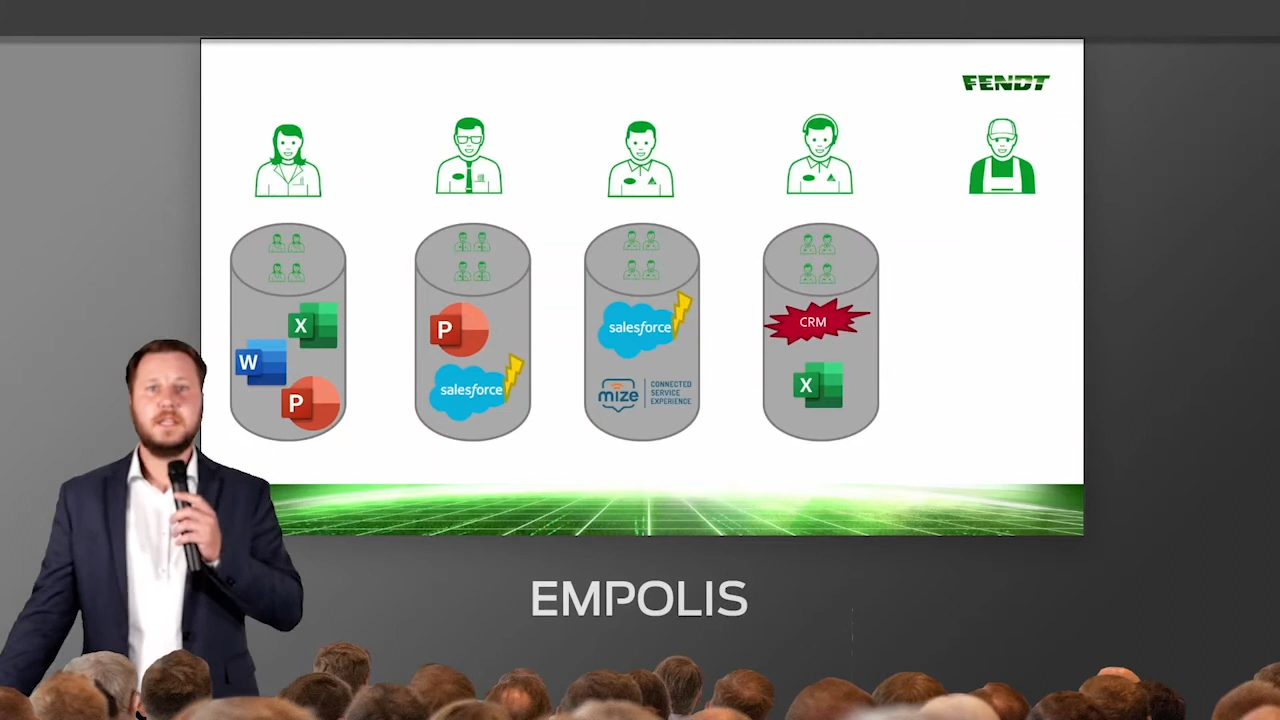 FENDT
X
W
P
P
salesforce
salesforce
mize
CONNECTED
SERVICE
EXPERIENCE
CRM
X
EMPOLIS